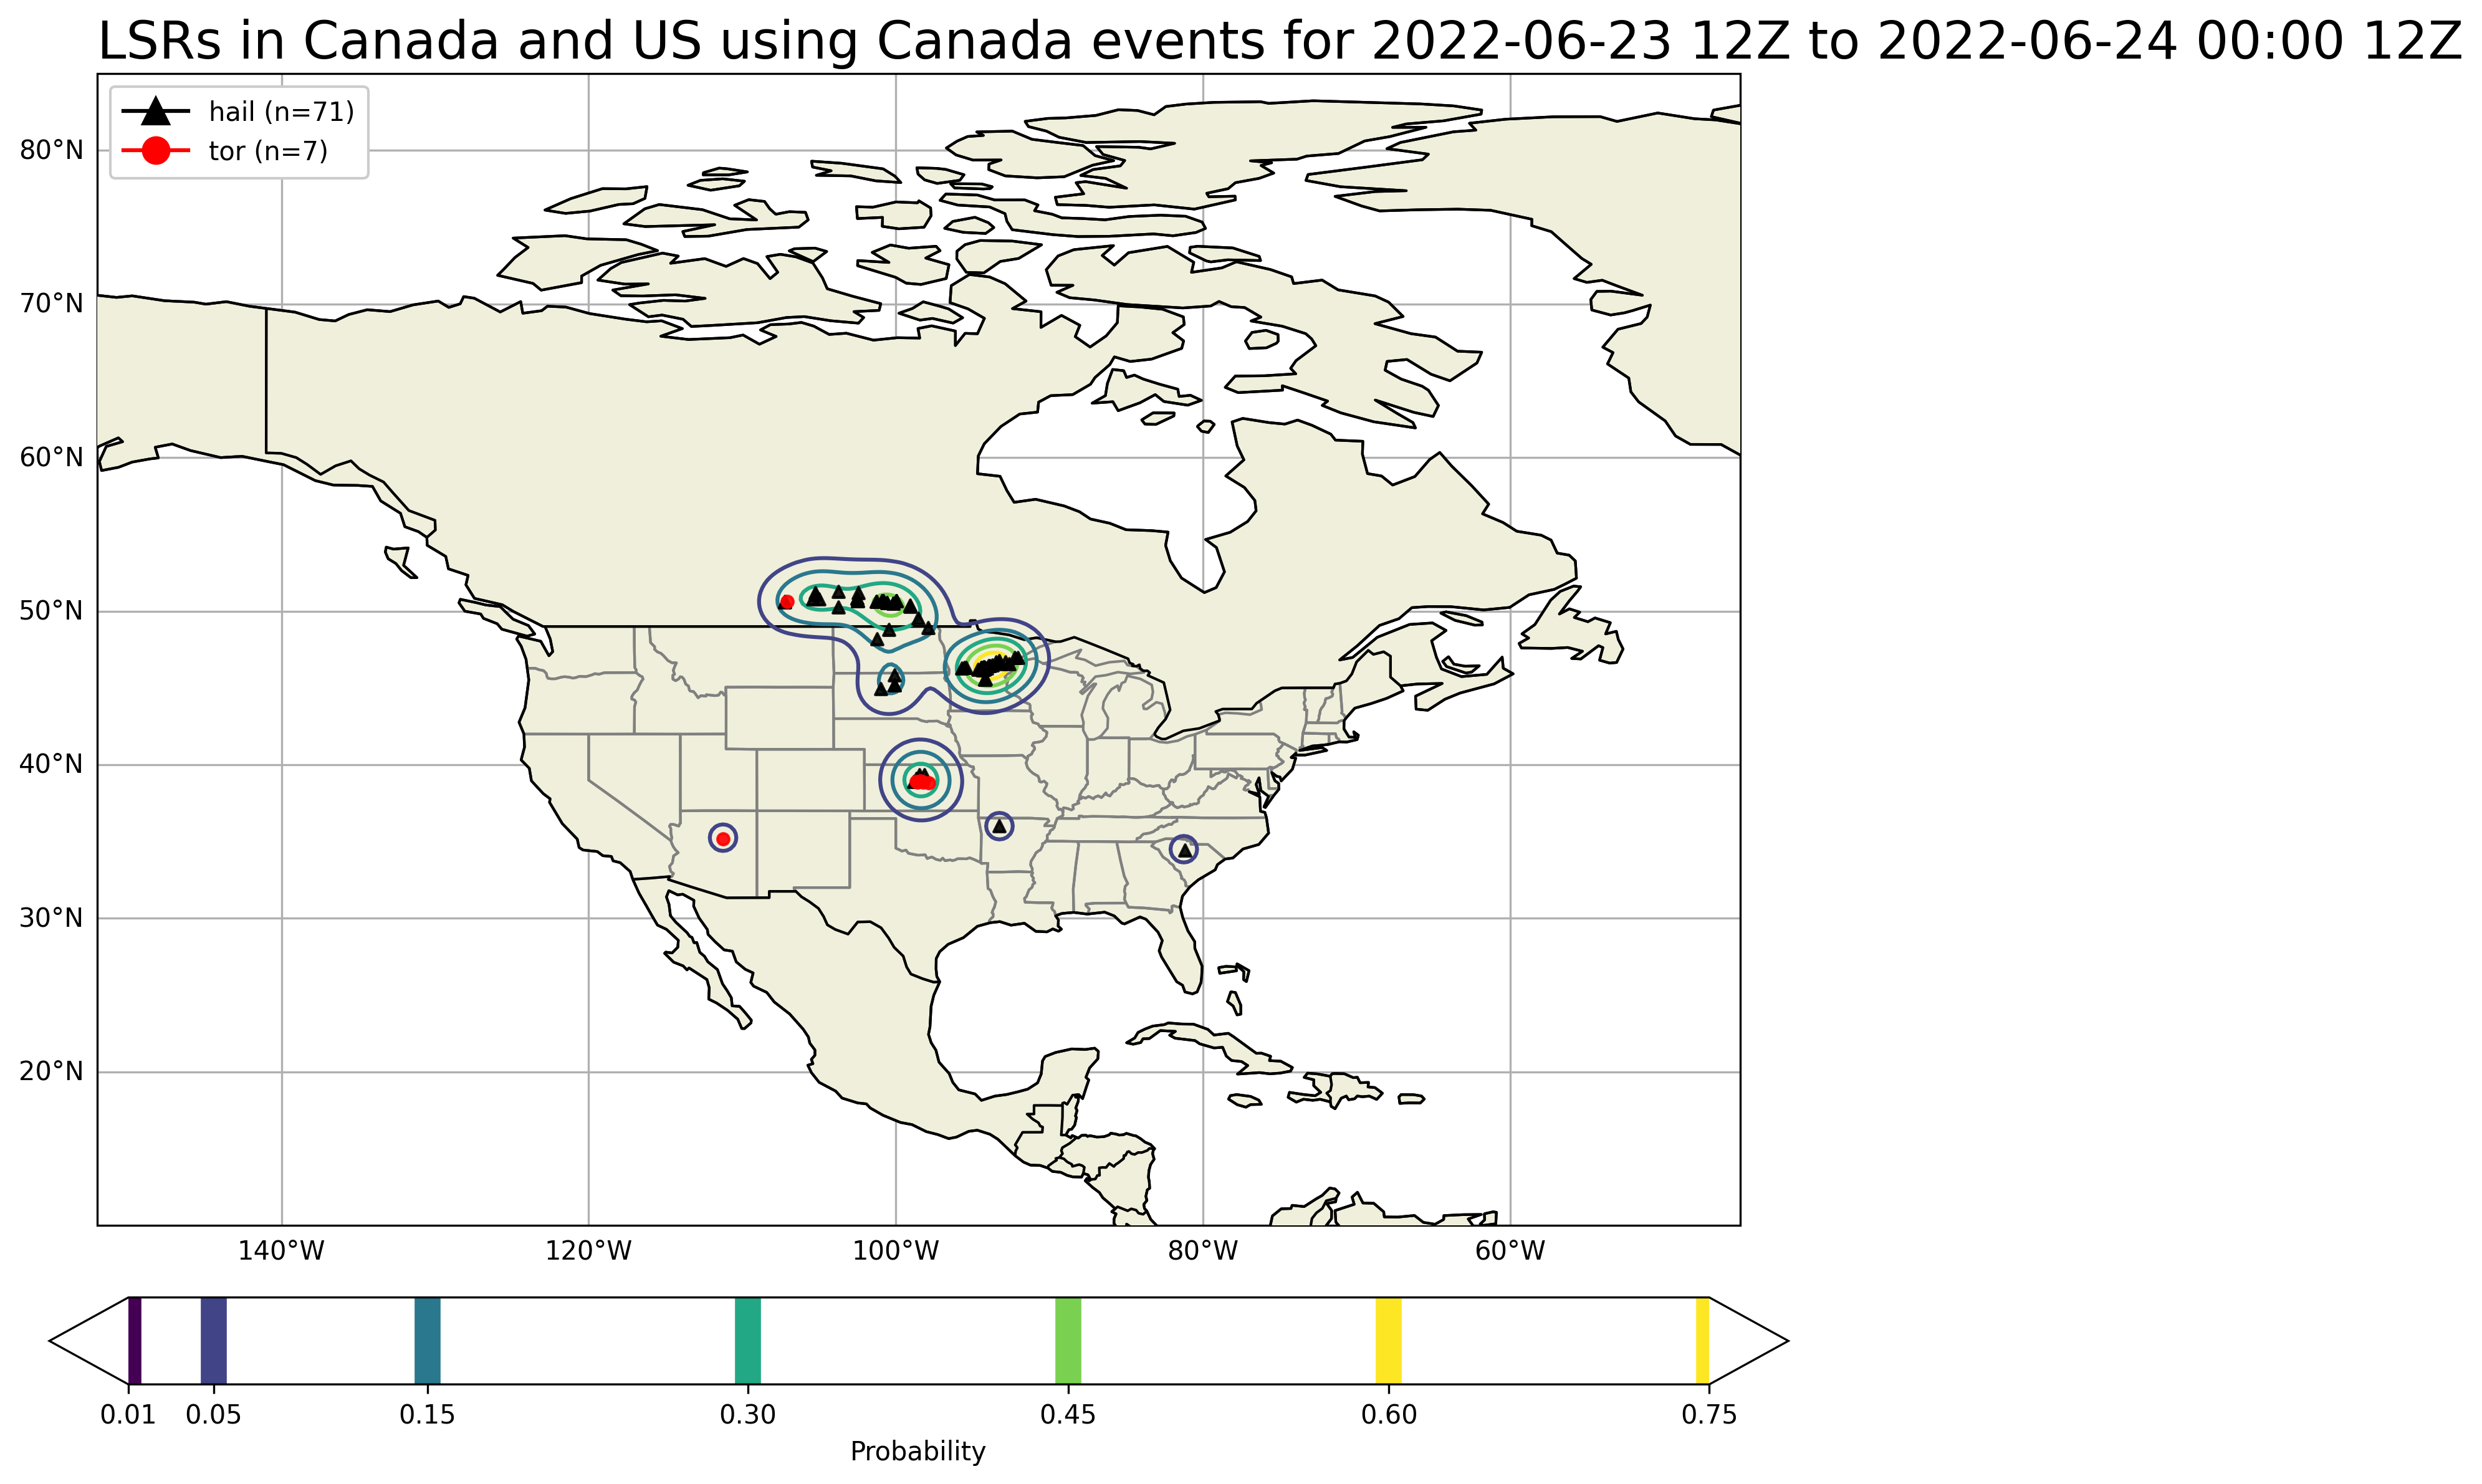 LSRs in Canada and US using Canada events for 2022-06-23 12Z to 2022-06-24 00:00 12Z
hail (n=71)
tor (n=7)
80°N
70°N
60°N
50°N
40°N
30°N
20°N
140°W 120°W 100°W 80°W 60°W
0.01 0.05 0.15 0.30 0.45 0.60 0.75
Probability